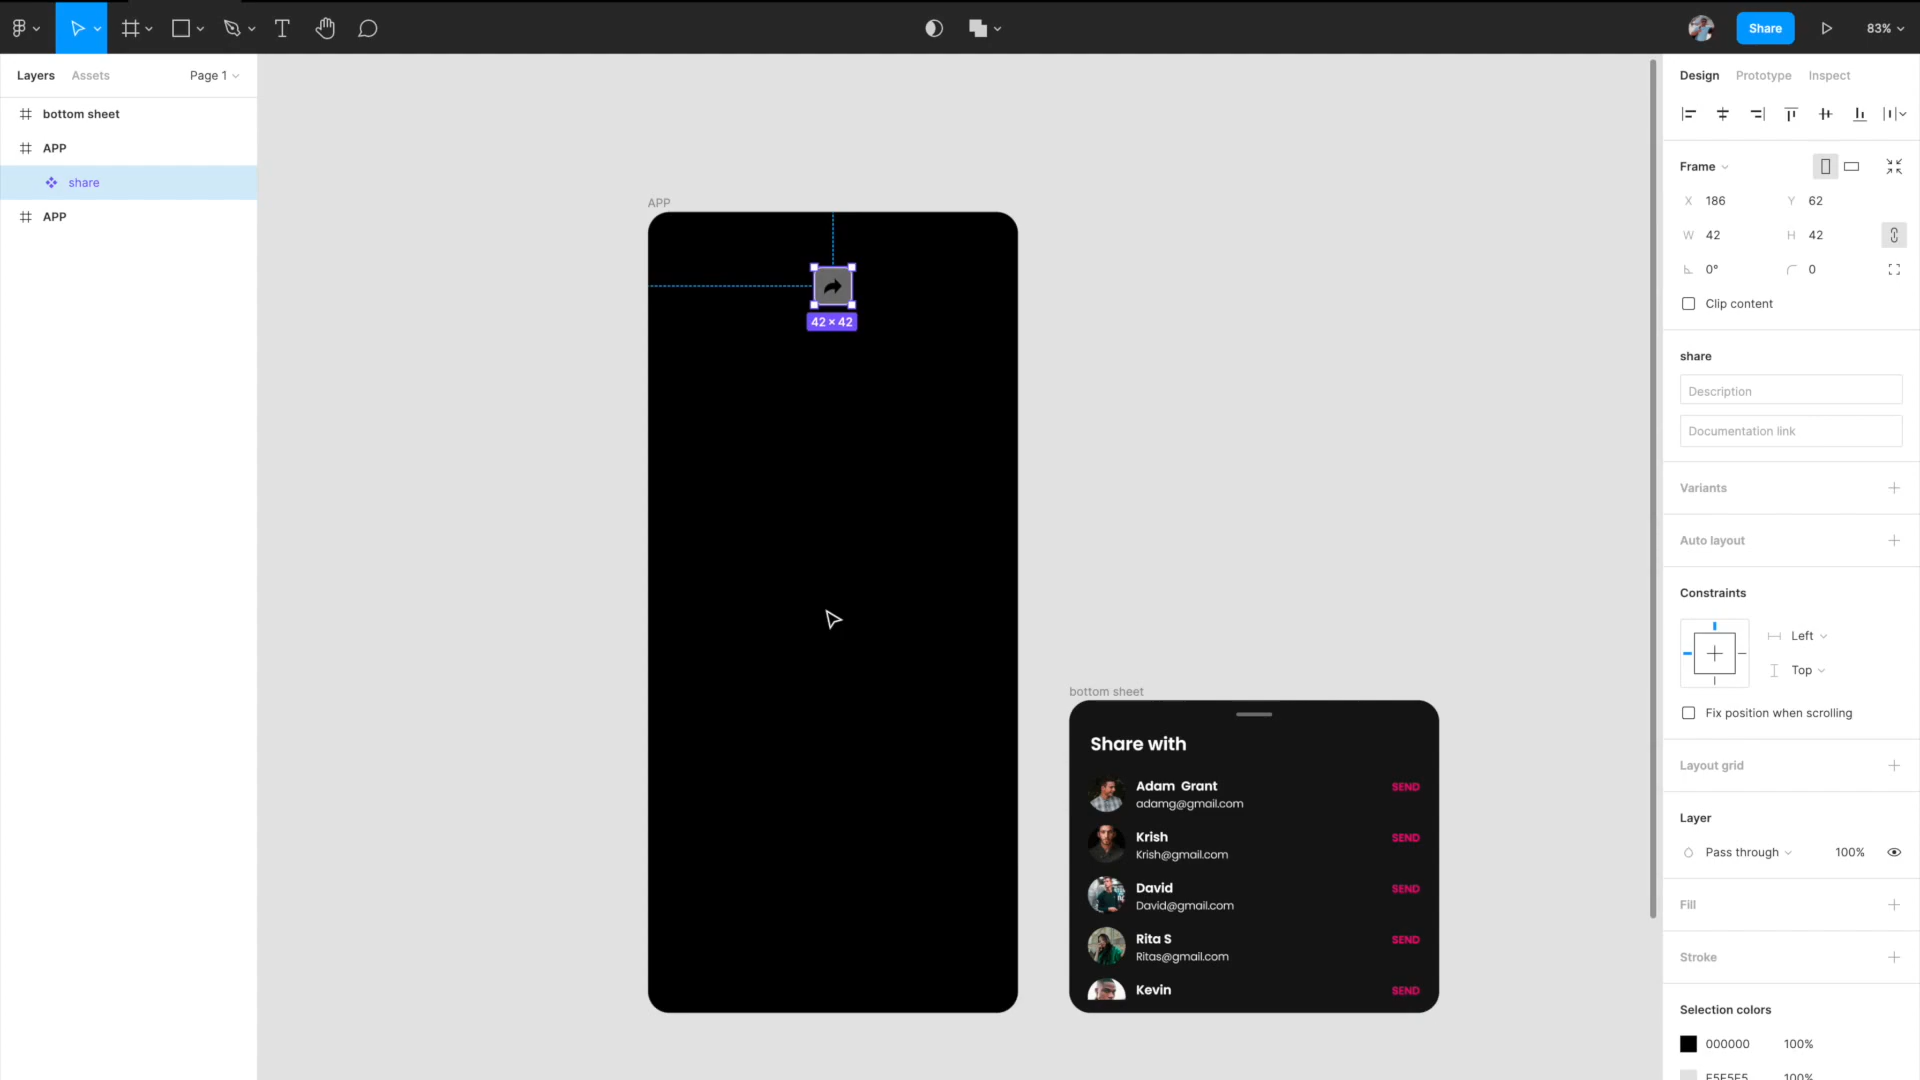 Share
83%
Layers
Assets
Page 1
Design
Prototype
Inspect
bottom sheet
APP
share
APP
Frame
X 186
Y 62
W 42
H 42
0°
0
Clip content
share
Description
Documentation link
Variants
Auto layout
Constraints
Left
Top
Fix position when scrolling
Layout grid
Layer
Pass through
100%
Fill
Stroke
Selection colors
000000
100%
E5E5E5
100%
APP
42 × 42
bottom sheet
Share with
Adam Grant
adamg@gmail.com
SEND
Krish
Krish@gmail.com
SEND
David
David@gmail.com
SEND
Rita S
Ritas@gmail.com
SEND
Kevin
SEND